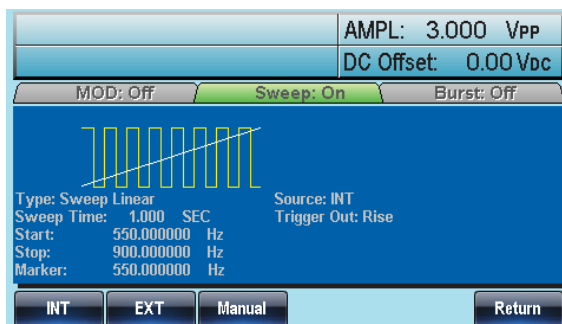 AMPL: 3.000 VPP
DC Offset: 0.00 VDC
MOD: Off Sweep: On Burst: Off
Type: Sweep Linear Source: INT
Sweep Time: 1.000 SEC Trigger Out: Rise
Start: 550.000000 Hz
Stop: 900.000000 Hz
Marker: 550.000000 Hz
INT EXT Manual Return